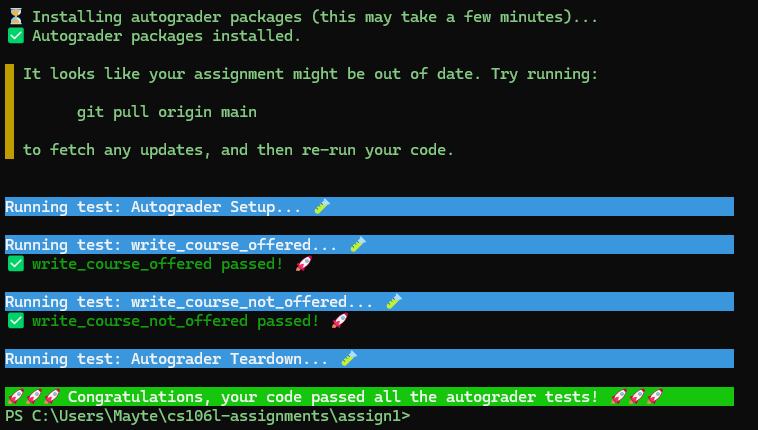 ⏳ Installing autograder packages (this may take a few minutes)...
✅ Autograder packages installed.
It looks like your assignment might be out of date. Try running:
git pull origin main
to fetch any updates, and then re-run your code.
Running test: Autograder Setup... 🧪
Running test: write_course_offered... 🧪
✅ write_course_offered passed! 🚀
Running test: write_course_not_offered... 🧪
✅ write_course_not_offered passed! 🚀
Running test: Autograder Teardown... 🧪
🚀🚀🚀 Congratulations, your code passed all the autograder tests! 🚀🚀🚀
PS C:\Users\Mayte\cs106l-assignments\assign1>